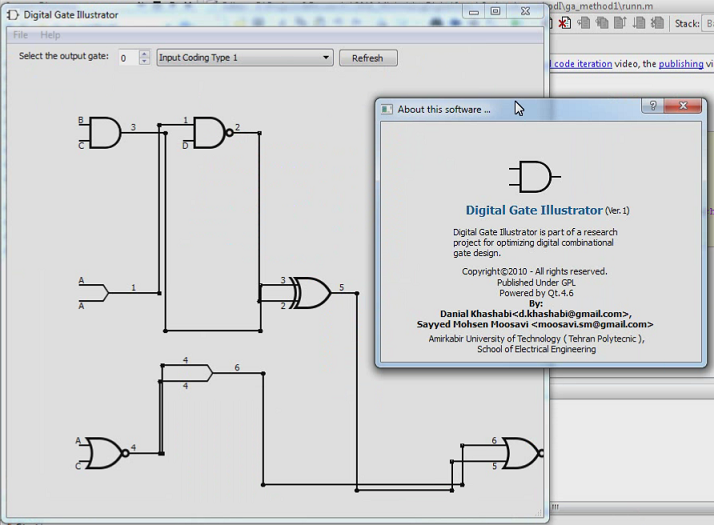 Digital Gate Illustrator
File Help
Select the output gate: 0 Input Coding Type 1 Refresh
B
C
3
1
D
2
A
A
1
3
2
5
4
4
6
A
C
4
6
5
dl\ga_method1\runn.m
Stack:
code iteration video, the publishing vi
About this software ...
Digital Gate Illustrator (Ver. 1)
Digital Gate Illustrator is part of a research
project for optimizing digital combinational
gate design.
Copyright©2010 - All rights reserved.
Published Under GPL
Powered by Qt.4.6
By:
Danial Khashabi<d.khashabi@gmail.com>,
Sayyed Mohsen Moosavi <moosavi.sm@gmail.com>
Amirkabir University of Technology ( Tehran Polytecnic ),
School of Electrical Engineering